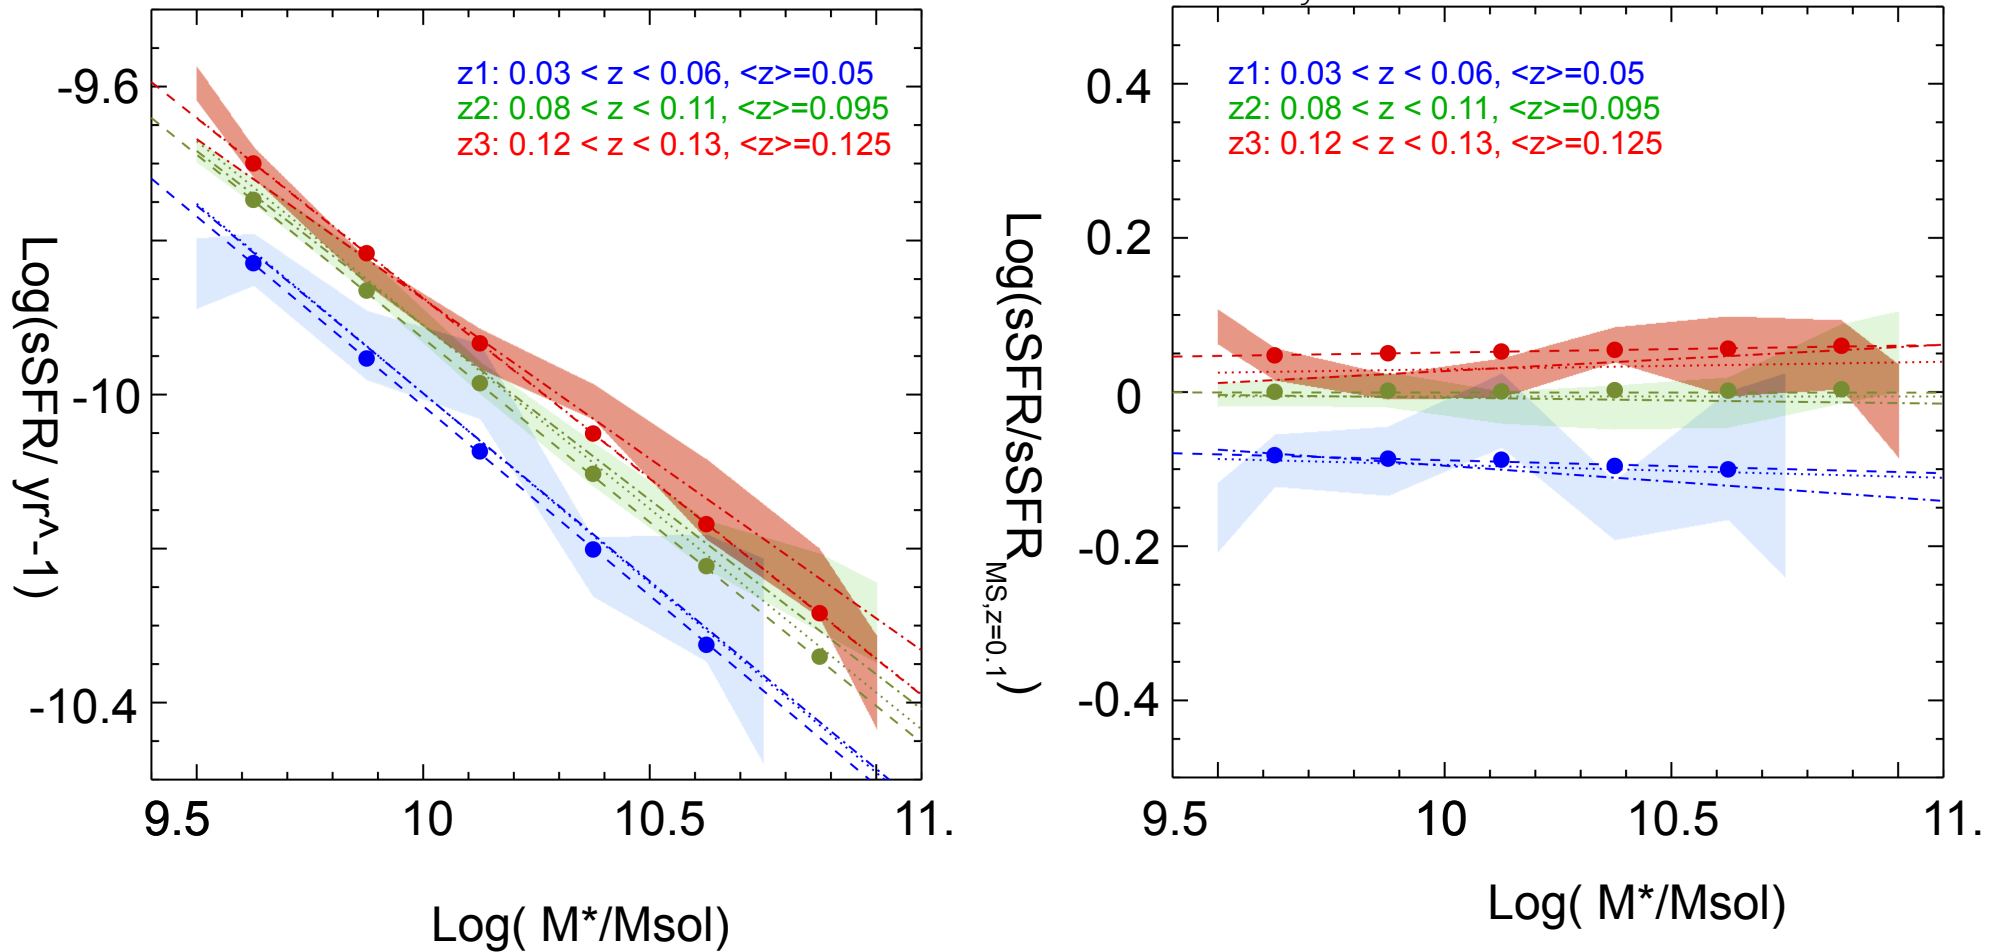 z1: 0.03 < z < 0.06, <z>=0.05
z2: 0.08 < z < 0.11, <z>=0.095
z3: 0.12 < z < 0.13, <z>=0.125
-9.6
-10
-10.4
Log(sSFR/ yr^-1)
9.5 10 10.5 11.
Log( M*/Msol)
z1: 0.03 < z < 0.06, <z>=0.05
z2: 0.08 < z < 0.11, <z>=0.095
z3: 0.12 < z < 0.13, <z>=0.125
0.4
0.2
0
-0.2
-0.4
Log(sSFR/sSFR MS,z=0.1)
9.5 10 10.5 11.
Log( M*/Msol)